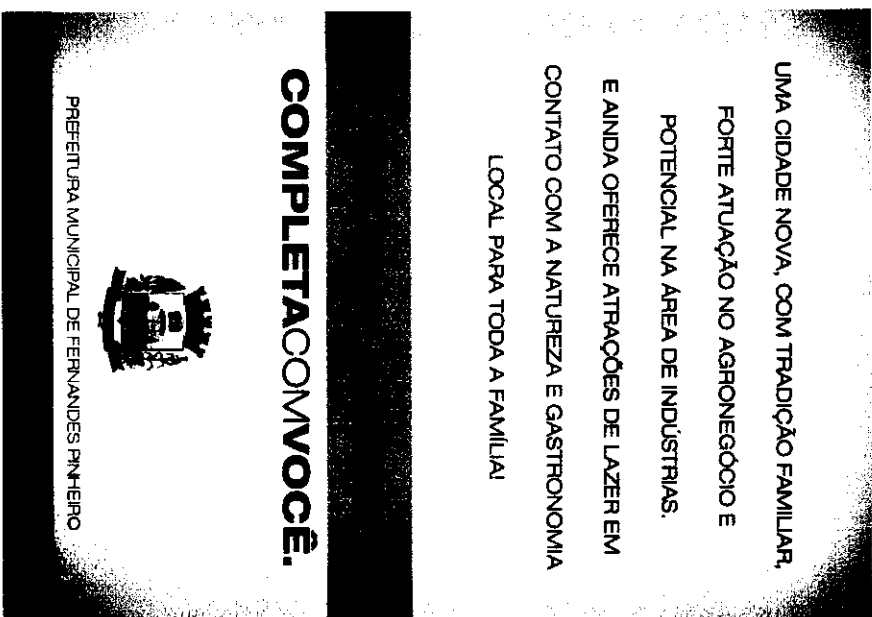 UMA CIDADE NOVA, COM TRADIÇÃO FAMILIAR,
FORTE ATUAÇÃO NO AGRONEGÓCIO E
POTENCIAL NA ÁREA DE INDÚSTRIAS.
E AINDA OFERECE ATRAÇÕES DE LAZER EM
CONTATO COM A NATUREZA E GASTRONOMIA
LOCAL PARA TODA A FAMÍLIA!
COMPLETACOMVOCÊ.
PREFEITURA MUNICIPAL DE FERNANDES PINHEIRO